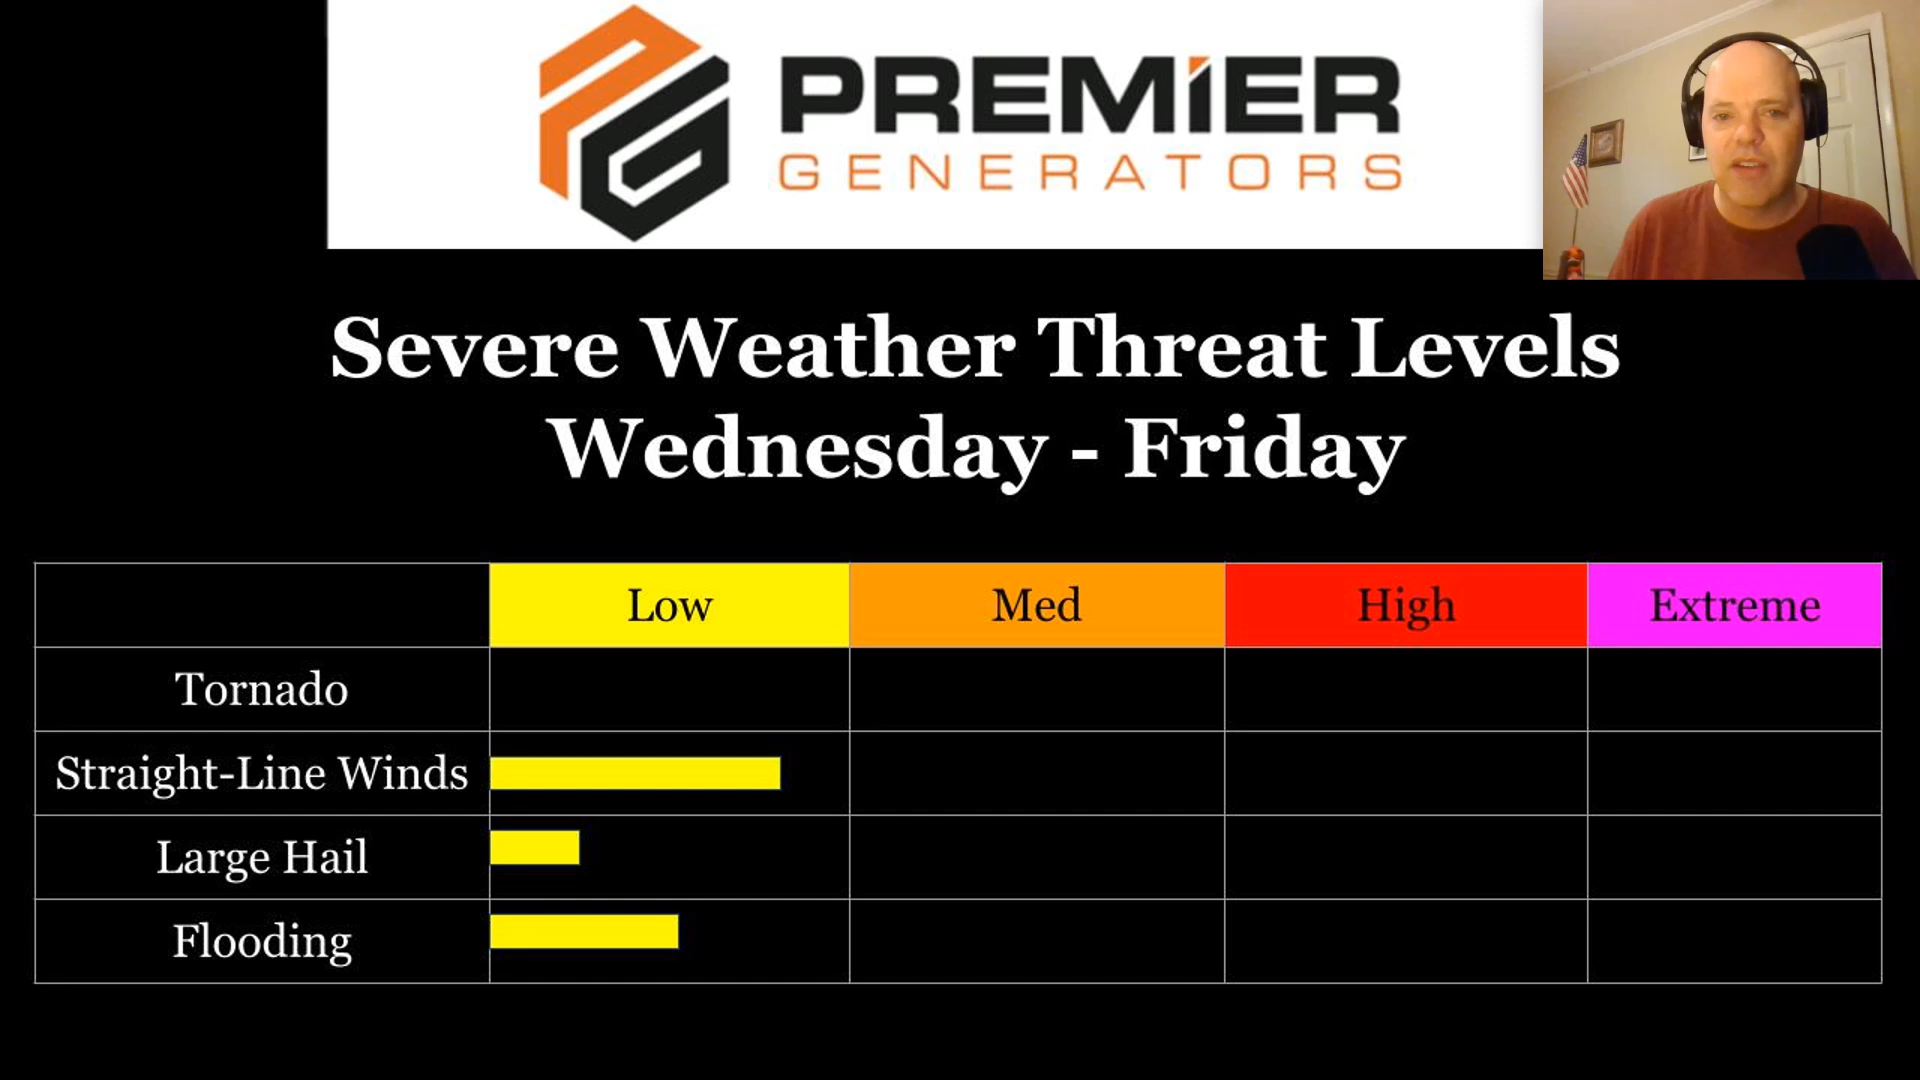 PREMIER
GENERATORS
Severe Weather Threat Levels
Wednesday - Friday
Low Med High Extreme
Tornado
Straight-Line Winds
Large Hail
Flooding